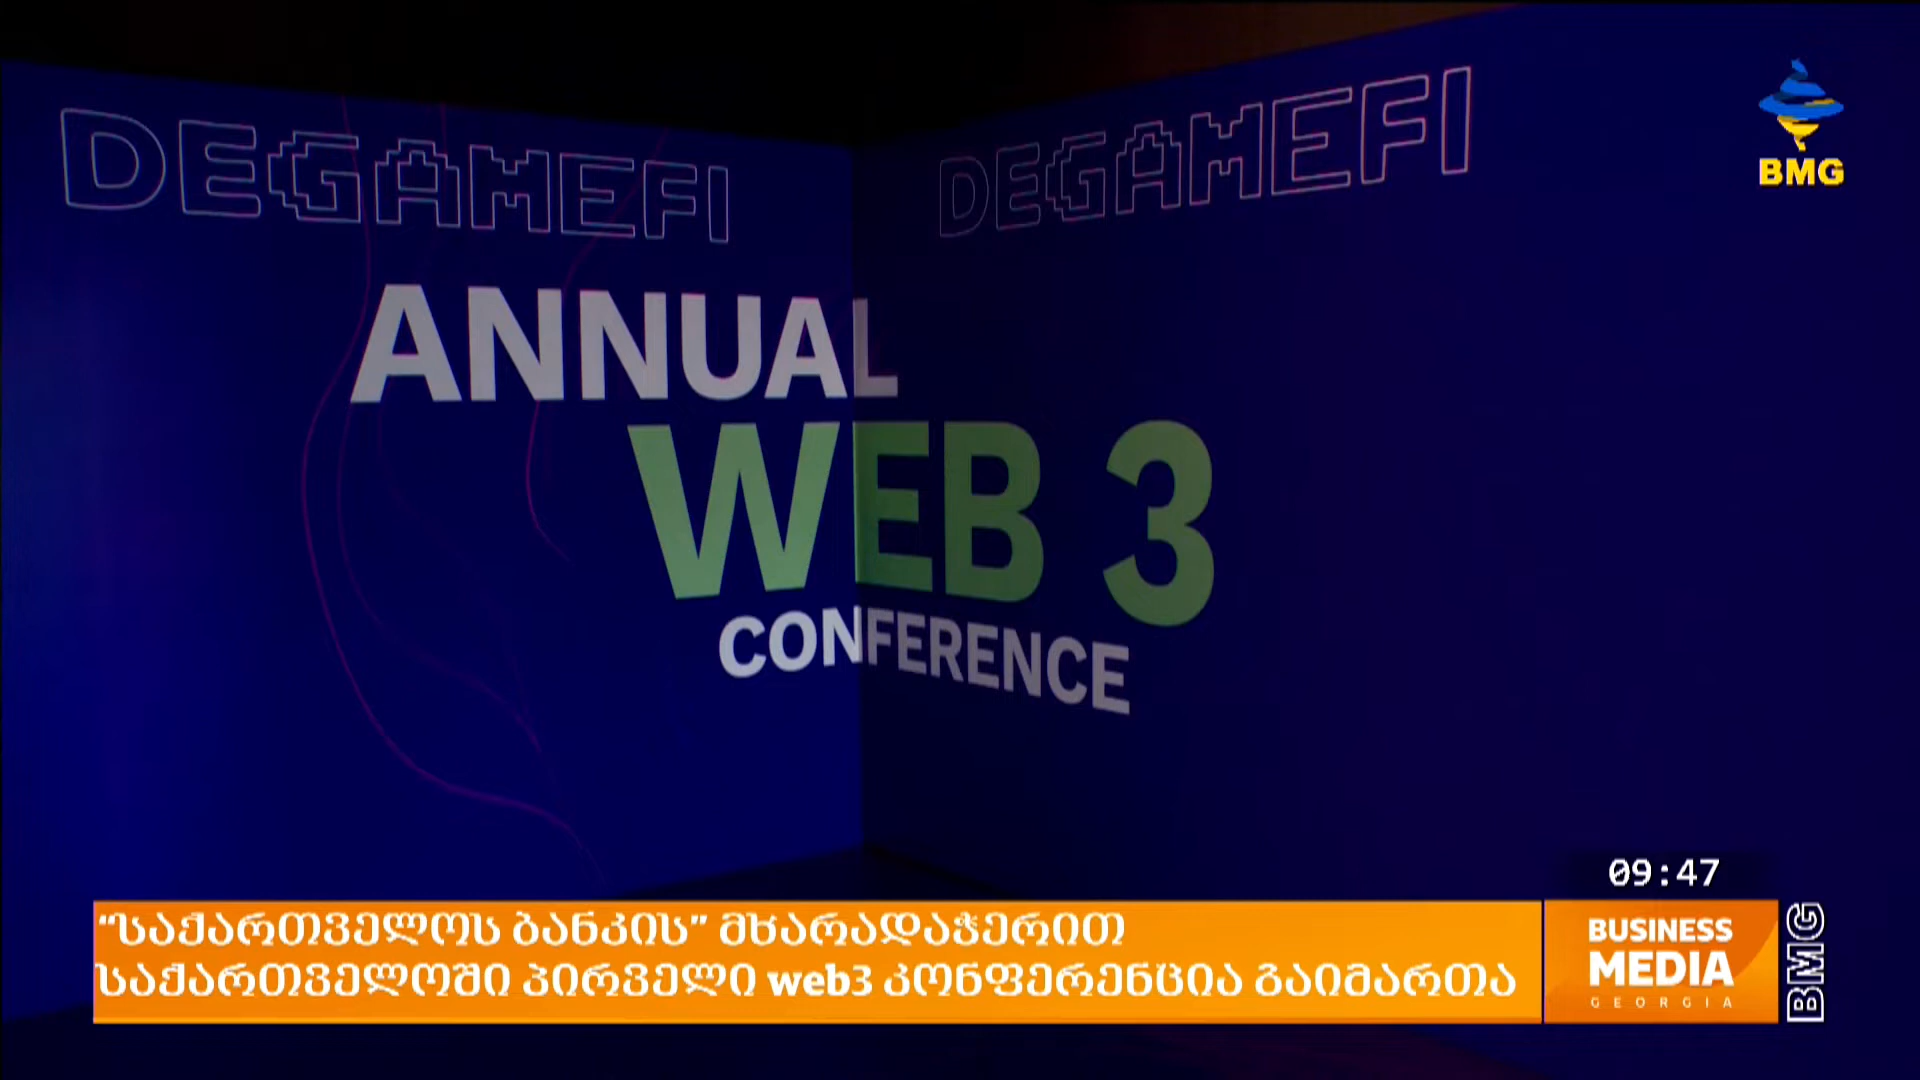 DEGAMEFI
DEGAMEFI
BMG
ANNUAL
WEB 3
CONFERENCE
09:47
“საქართველოს ბანკის” მხარადაჭერით
საქართველოში პირველი web3 კონფერენცია გაიმართა
BUSINESS
MEDIA
GEORGIA
BMG